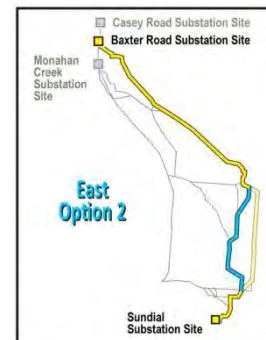 Casey Road Substation Site
Baxter Road Substation Site
Monahan
Creek
Substation
Site
East
Option 2
Sundial
Substation Site